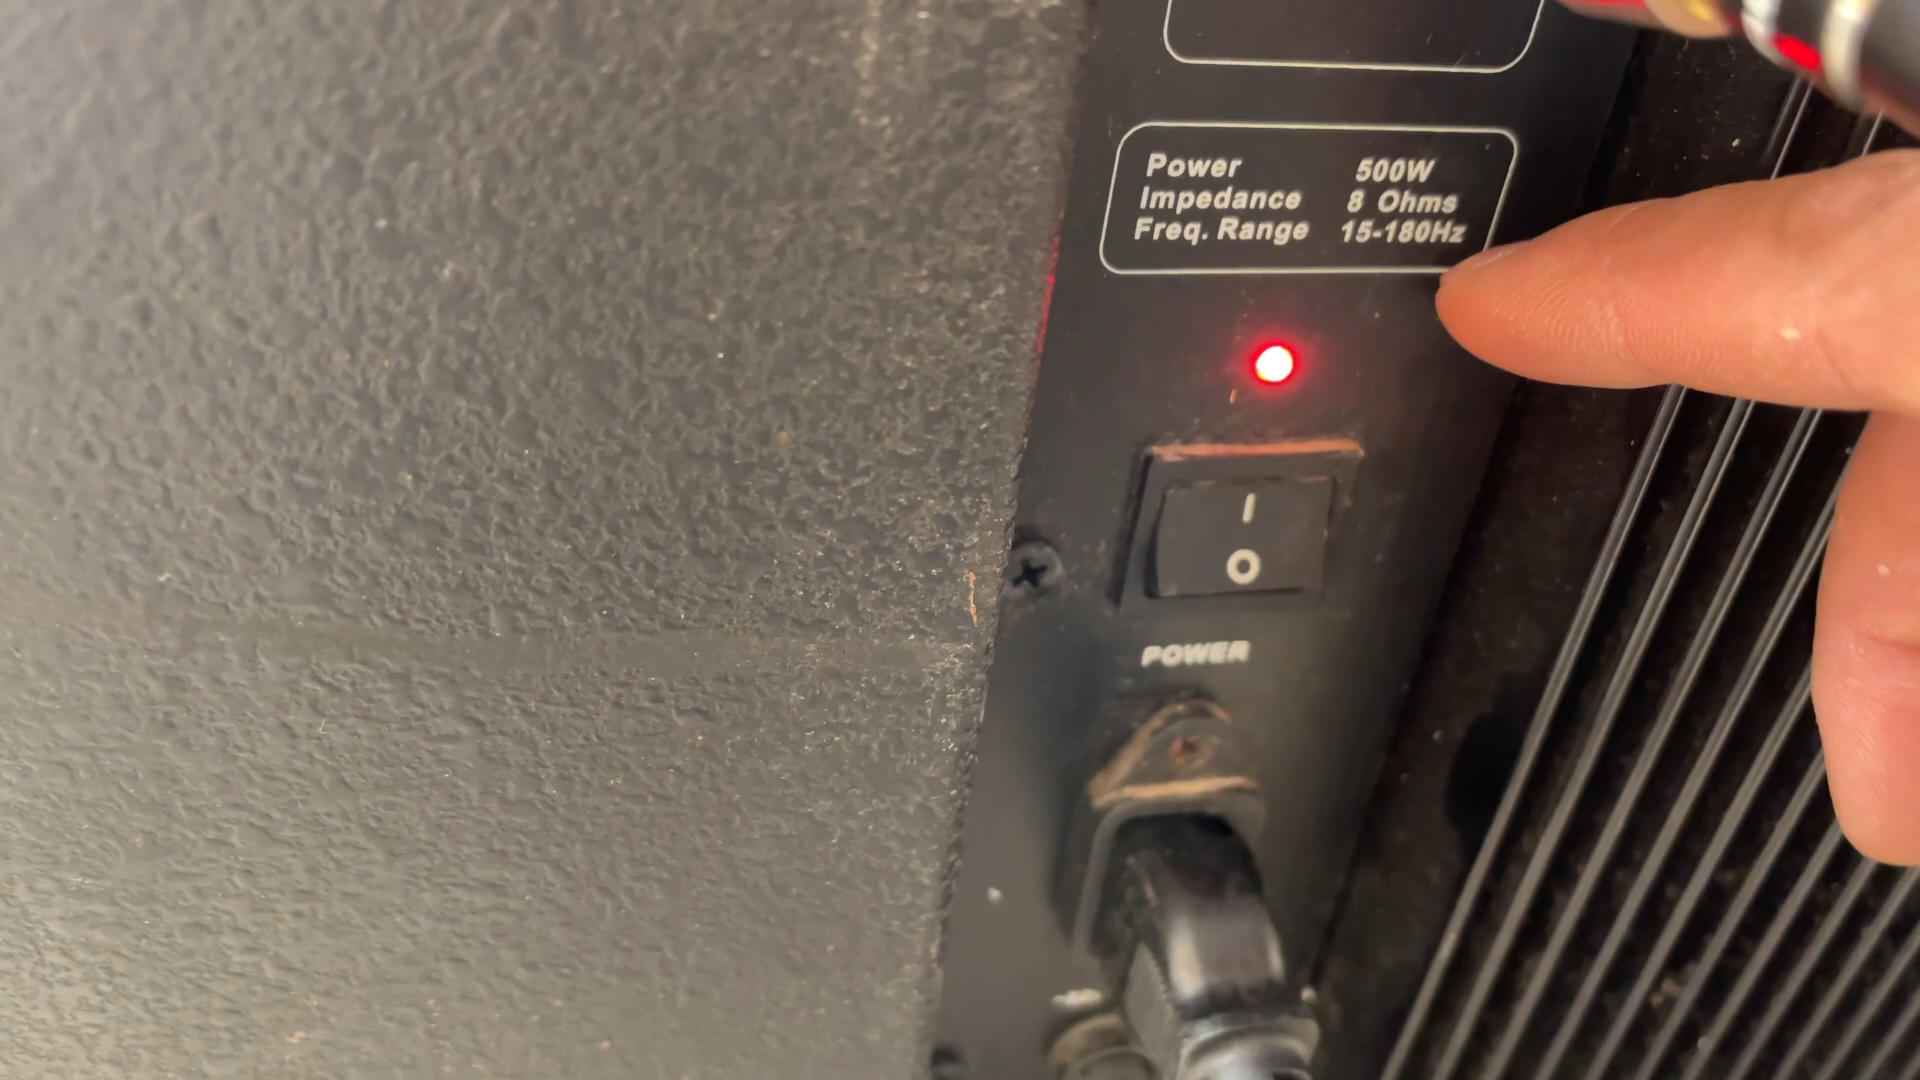 Power 500W
Impedance 8 Ohms
Freq. Range 15-180Hz
I
O
POWER